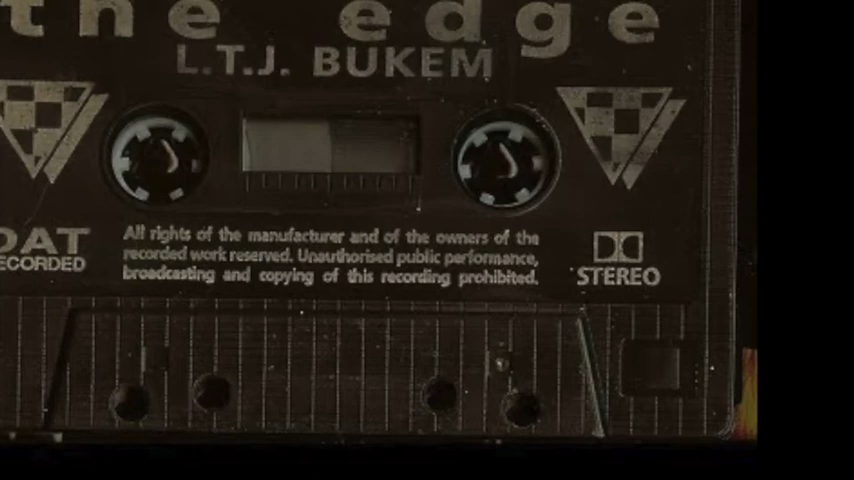 the edge
L.T.J. BUKEM
DAT
RECORDED
All rights of the manufacturer and of the owners of the
recorded work reserved. Unauthorised public performance,
broadcasting and copying of this recording prohibited.
STEREO